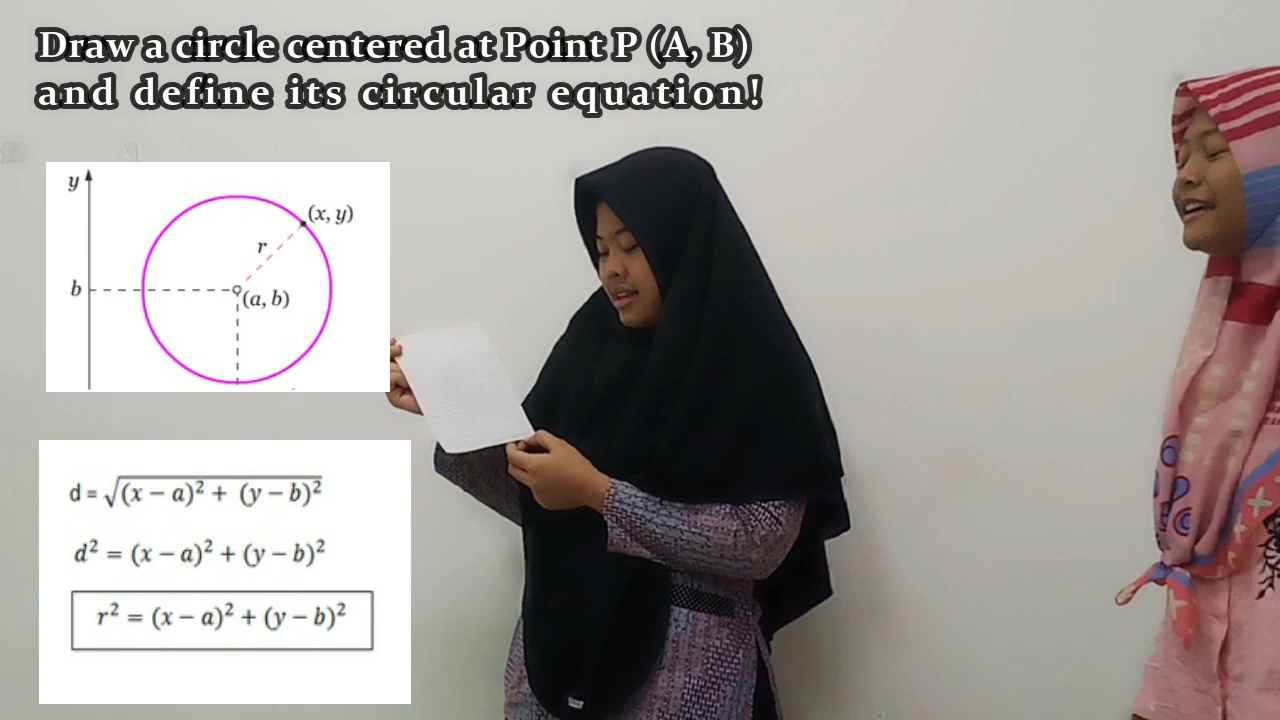 Draw a circle centered at Point P (A, B)
and define its circular equation!
y
(x, y)
r
b
(a, b)
d = √(x − a)² + (y − b)²
d² = (x − a)² + (y − b)²
r² = (x − a)² + (y − b)²